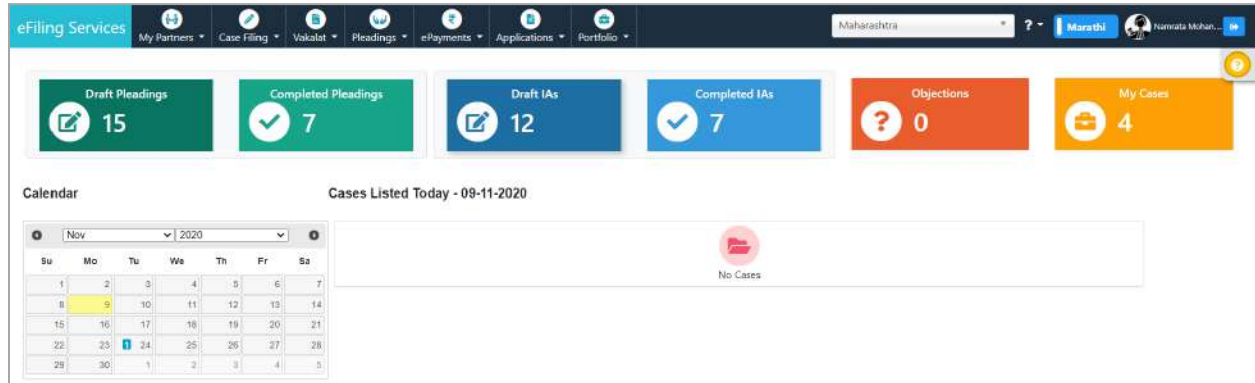 eFiling Services
My Partners
Case Filing
Vakalat
Pleadings
ePayments
Applications
Portfolio
Maharashtra
?
Marathi
Namrata Mohan...
Draft Pleadings
15
Completed Pleadings
7
Draft IAs
12
Completed IAs
7
Objections
0
My Cases
4
Calendar
Cases Listed Today - 09-11-2020
Nov 2020
Su Mo Tu We Th Fr Sa
1 2 3 4 5 6 7
8 9 10 11 12 13 14
15 16 17 18 19 20 21
22 23 1 24 25 26 27 28
29 30 1 2 3 4 5
No Cases